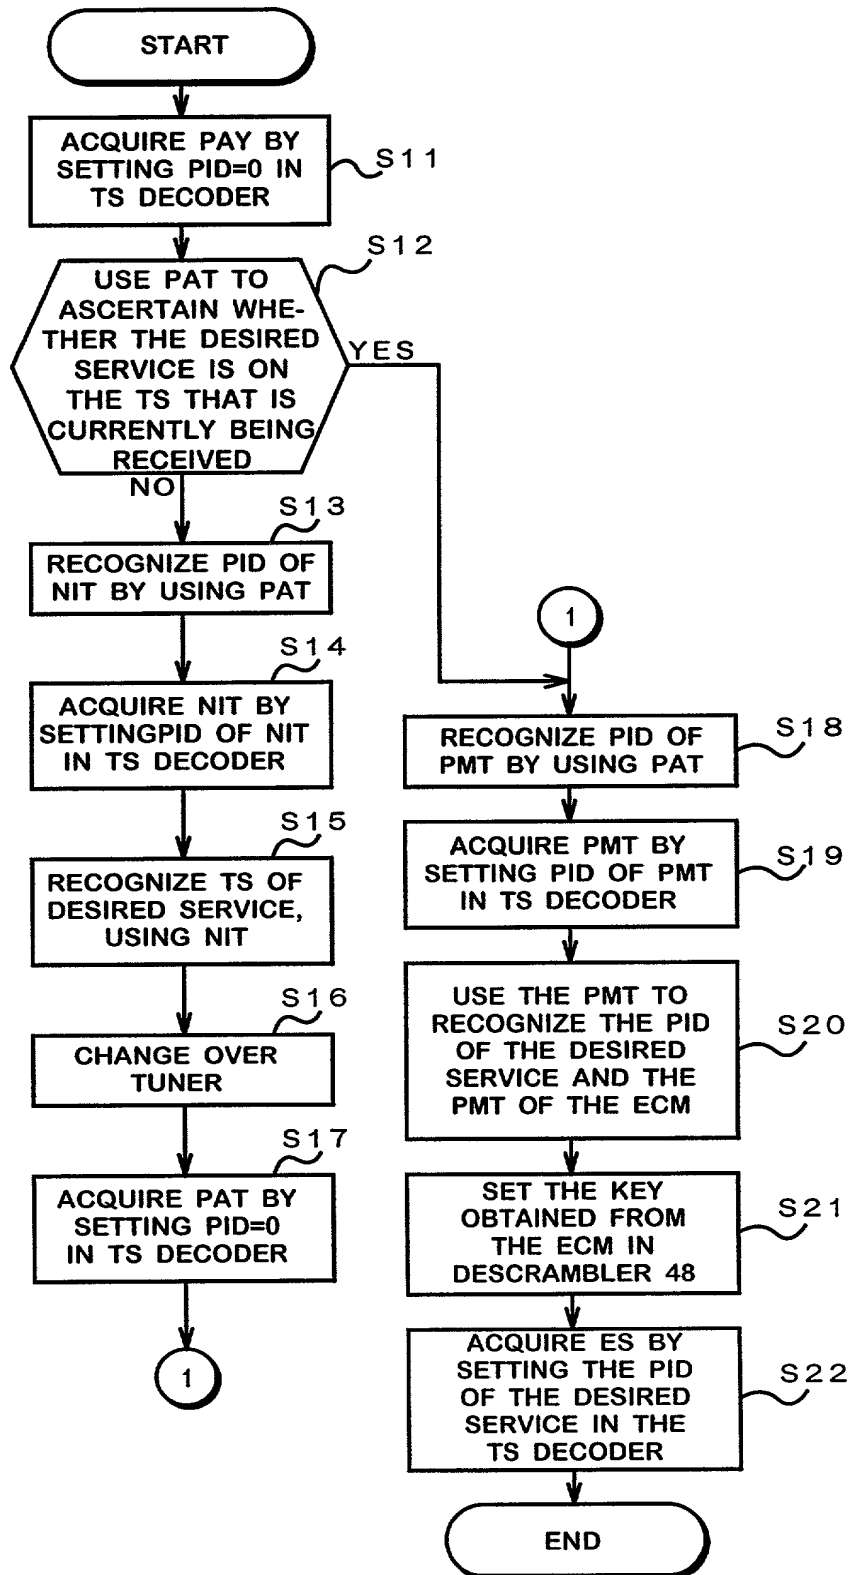 START
ACQUIRE PAY BY
SETTING PID=0 IN
TS DECODER
S11
S12
USE PAT TO
ASCERTAIN WHE-
THER THE DESIRED
SERVICE IS ON
THE TS THAT IS
CURRENTLY BEING
RECEIVED
YES
NO
S13
RECOGNIZE PID OF
NIT BY USING PAT
S14
ACQUIRE NIT BY
SETTINGPID OF NIT
IN TS DECODER
S15
RECOGNIZE TS OF
DESIRED SERVICE,
USING NIT
S16
CHANGE OVER
TUNER
S17
ACQUIRE PAT BY
SETTING PID=0
IN TS DECODER
1
1
RECOGNIZE PID OF
PMT BY USING PAT
S18
ACQUIRE PMT BY
SETTING PID OF PMT
IN TS DECODER
S19
USE THE PMT TO
RECOGNIZE THE PID
OF THE DESIRED
SERVICE AND THE
PMT OF THE ECM
S20
SET THE KEY
OBTAINED FROM
THE ECM IN
DESCRAMBLER 48
S21
ACQUIRE ES BY
SETTING THE PID
OF THE DESIRED
SERVICE IN THE
TS DECODER
S22
END